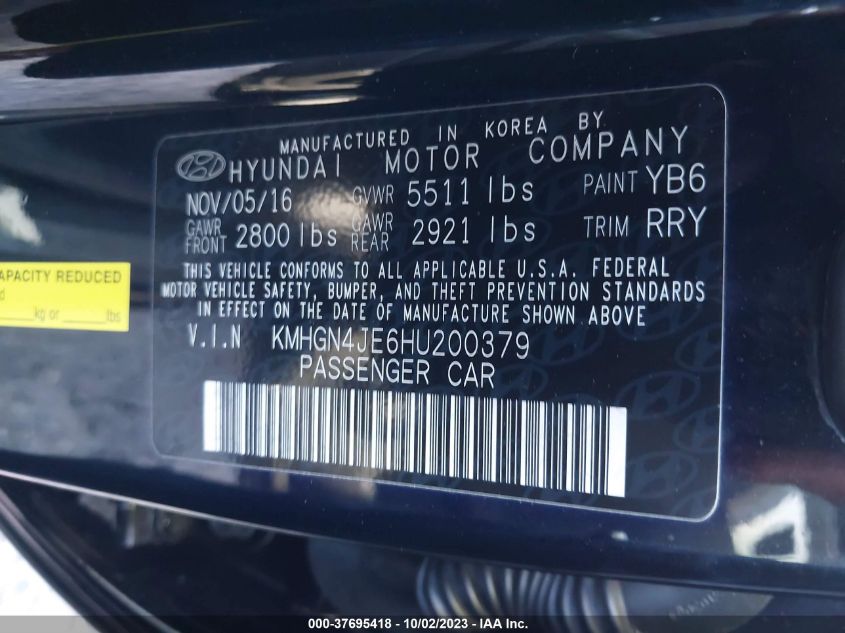 MANUFACTURED IN KOREA BY
HYUNDAI MOTOR COMPANY
NOV/05/16 GVWR 5511 lbs PAINT YB6
GAWR FRONT 2800 lbs GAWR REAR 2921 lbs TRIM RRY
THIS VEHICLE CONFORMS TO ALL APPLICABLE U.S.A. FEDERAL
MOTOR VEHICLE SAFETY, BUMPER, AND THEFT PREVENTION STANDARDS
IN EFFECT ON THE DATE OF MANUFACTURE SHOWN ABOVE.
V.I.N KMHGN4JE6HU200379
PASSENGER CAR
CAPACITY REDUCED
kg or lbs
000-37695418 - 10/02/2023 - IAA Inc.